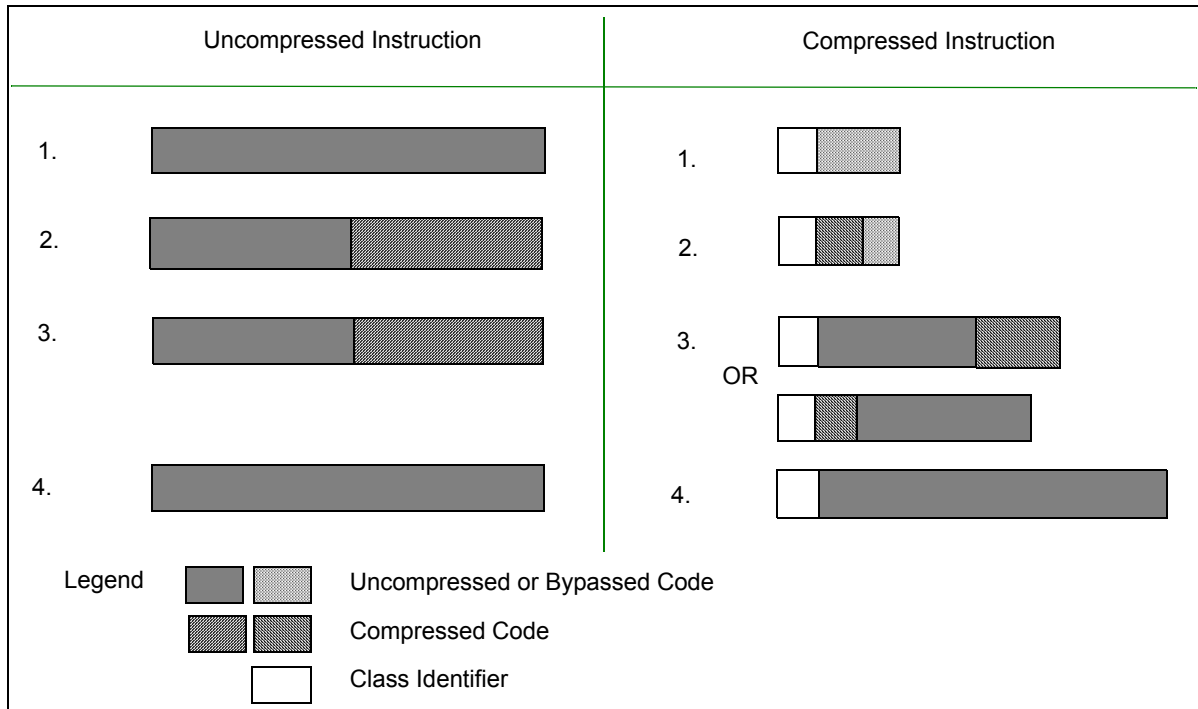 Uncompressed Instruction
Compressed Instruction
1.
1.
2.
2.
3.
3.
OR
4.
4.
Legend
Uncompressed or Bypassed Code
Compressed Code
Class Identifier